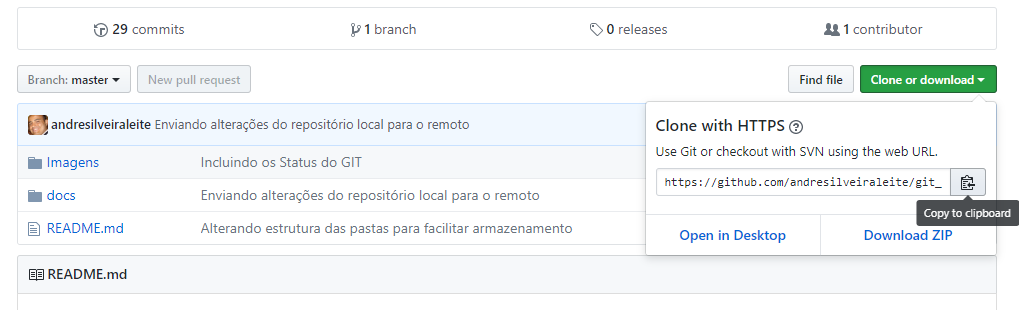 29 commits 1 branch 0 releases 1 contributor
Branch: master New pull request Find file Clone or download
andresilveiraleite Enviando alterações do repositório local para o remoto
Clone with HTTPS ?
Use Git or checkout with SVN using the web URL.
https://github.com/andresilveiraleite/git_
Copy to clipboard
Open in Desktop Download ZIP
Imagens Incluindo os Status do GIT
docs Enviando alterações do repositório local para o remoto
README.md Alterando estrutura das pastas para facilitar armazenamento
README.md